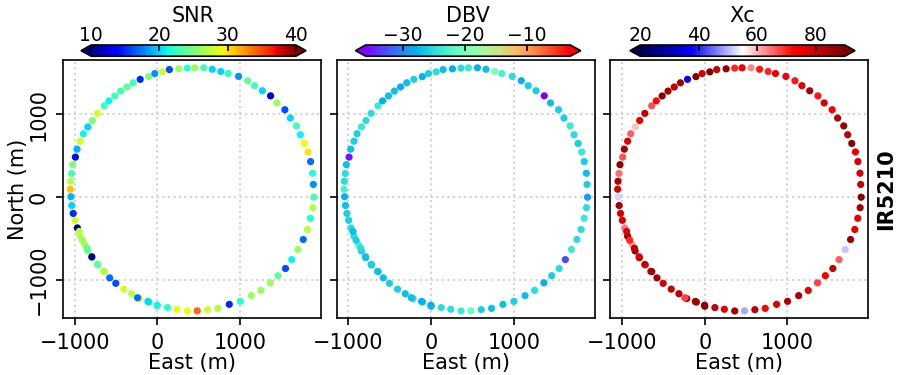 SNR DBV Xc
10 20 30 40 −30 −20 −10 20 40 60 80
North (m)
1000
0
−1000
IR5210
−1000 0 1000 −1000 0 1000 −1000 0 1000
East (m) East (m) East (m)